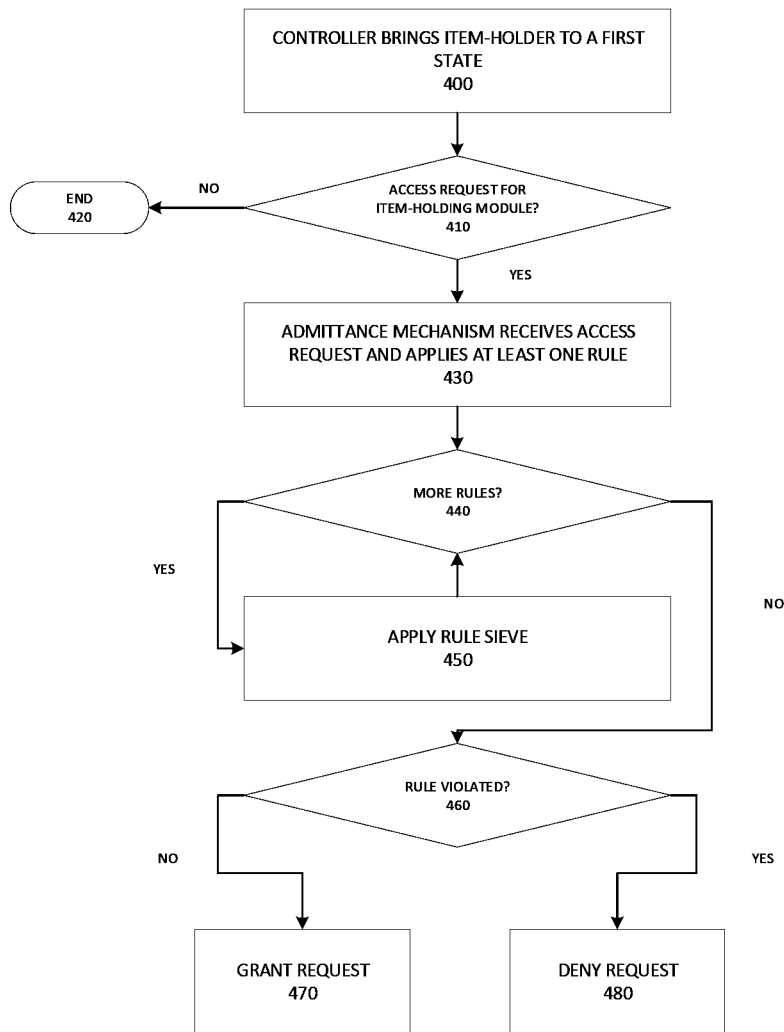 CONTROLLER BRINGS ITEM-HOLDER TO A FIRST
STATE
400
NO
END
420
ACCESS REQUEST FOR
ITEM-HOLDING MODULE?
410
YES
ADMITTANCE MECHANISM RECEIVES ACCESS
REQUEST AND APPLIES AT LEAST ONE RULE
430
MORE RULES?
440
YES
NO
APPLY RULE SIEVE
450
RULE VIOLATED?
460
NO
YES
GRANT REQUEST
470
DENY REQUEST
480